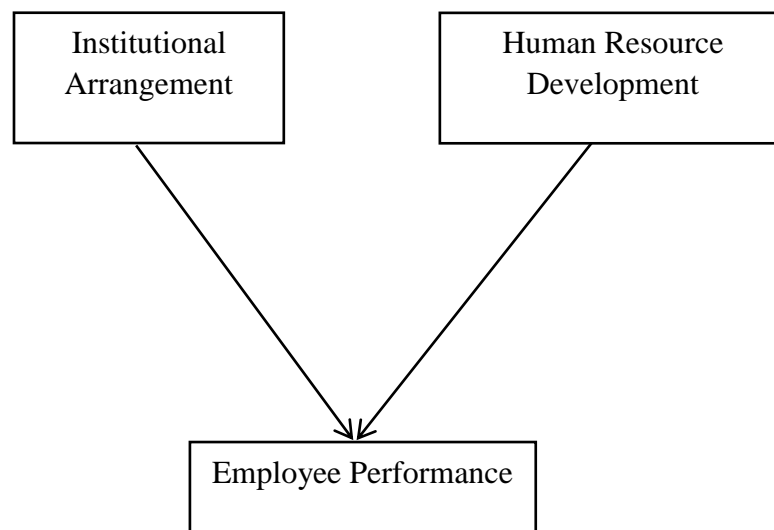 Institutional
Arrangement
Human Resource
Development
Employee Performance